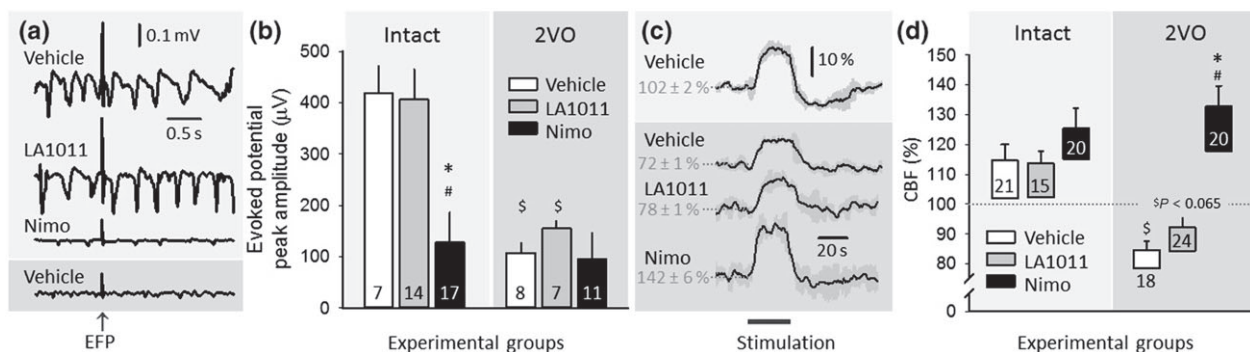 (a)
0.1 mV
Vehicle
0.5 s
LA1011
Nimo
Vehicle
EFP
(b)
Evoked potential
peak amplitude (µV)
500
400
300
200
100
0
Intact
2VO
Vehicle
LA1011
Nimo
*
#
$ $
7 14 17 8 7 11
Experimental groups
(c)
Vehicle
10 %
102 ± 2 %
Vehicle
72 ± 1 %
LA1011
78 ± 1 %
Nimo
20 s
142 ± 6 %
Stimulation
(d)
CBF (%)
150
140
130
120
110
100
90
80
0
Intact
2VO
*
#
20
20
21 15
$P < 0.065
$
Vehicle
LA1011
Nimo
24
18
Experimental groups